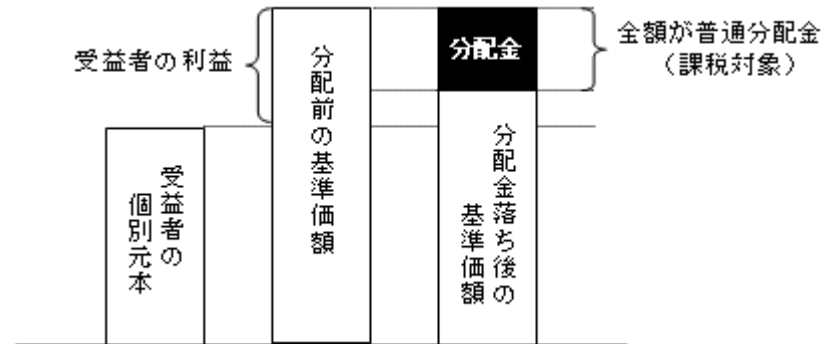 受益者の利益
分配前の基準価額
分配金
全額が普通分配金
（課税対象）
受益者の
個別元本
分配金落ち後の
基準価額